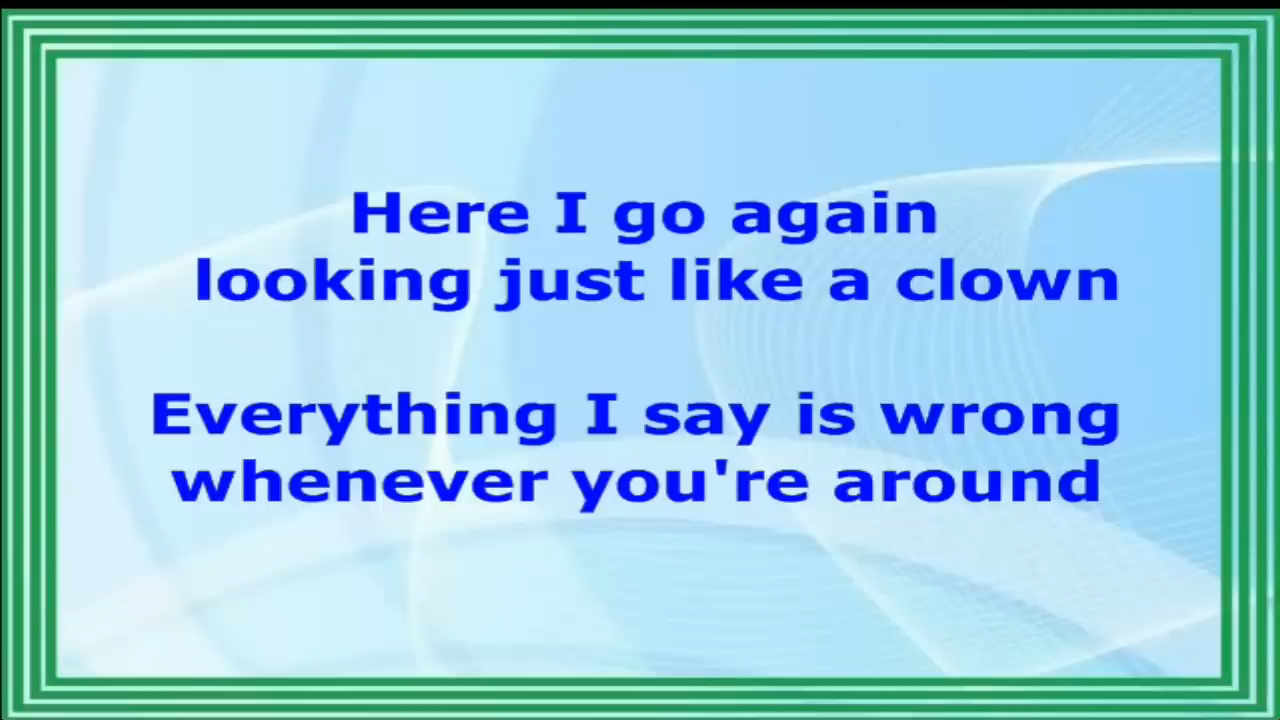 Here I go again
looking just like a clown
Everything I say is wrong
whenever you're around